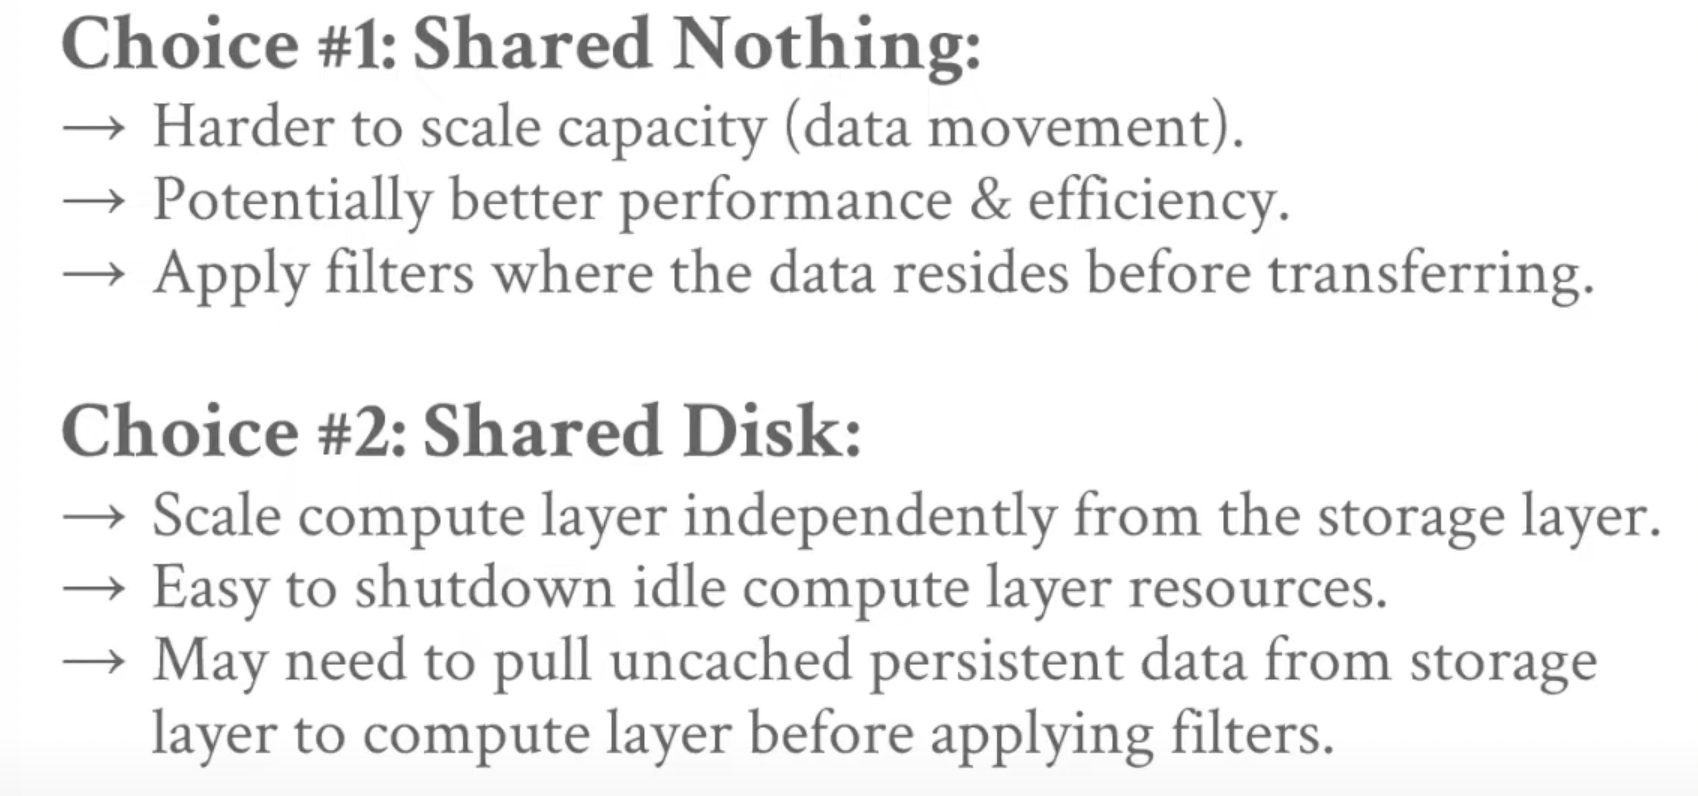 Choice #1: Shared Nothing:
→ Harder to scale capacity (data movement).
→ Potentially better performance & efficiency.
→ Apply filters where the data resides before transferring.
Choice #2: Shared Disk:
→ Scale compute layer independently from the storage layer.
→ Easy to shutdown idle compute layer resources.
→ May need to pull uncached persistent data from storage
layer to compute layer before applying filters.